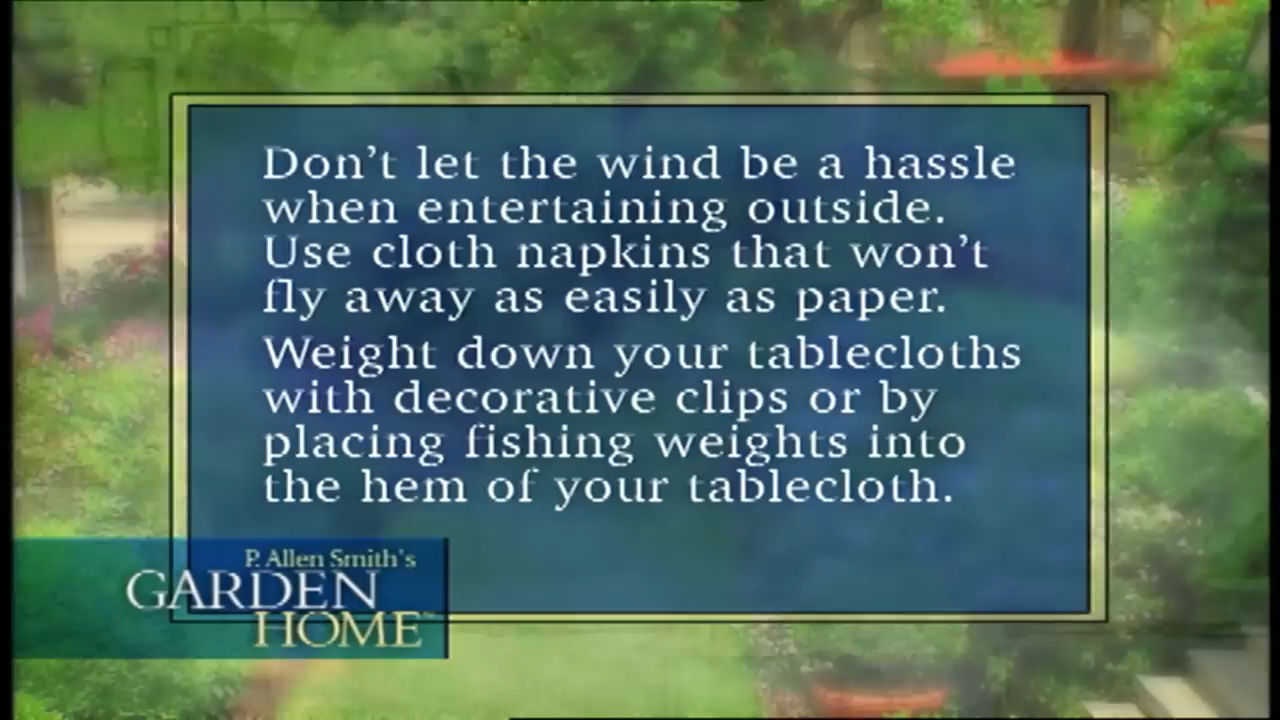 Don't let the wind be a hassle
when entertaining outside.
Use cloth napkins that won't
fly away as easily as paper.
Weight down your tablecloths
with decorative clips or by
placing fishing weights into
the hem of your tablecloth.
P. Allen Smith's
GARDEN
HOME™